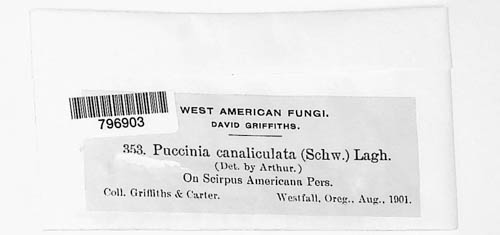 WEST AMERICAN FUNGI.
DAVID GRIFFITHS.
796903
353. Puccinia canaliculata (Schw.) Lagh.
(Det. by Arthur.)
On Scirpus Americana Pers.
Coll. Griffiths & Carter. Westfall, Oreg., Aug., 1901.